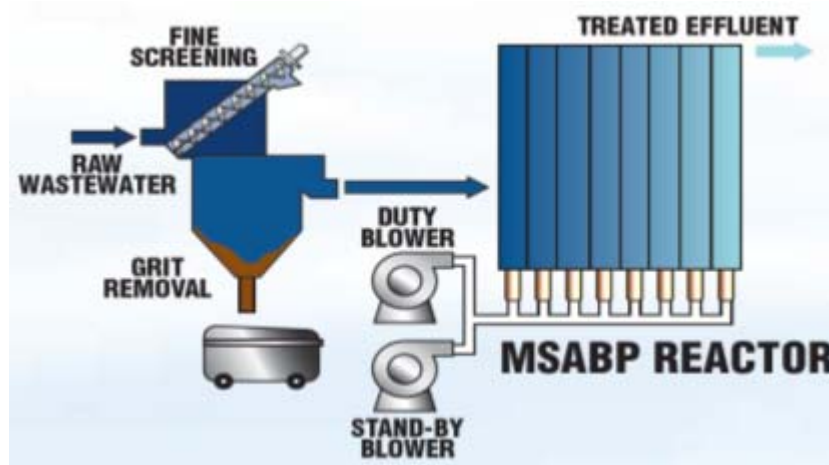 FINE
SCREENING
TREATED EFFLUENT
RAW
WASTEWATER
DUTY
BLOWER
GRIT
REMOVAL
MSABP REACTOR
STAND-BY
BLOWER